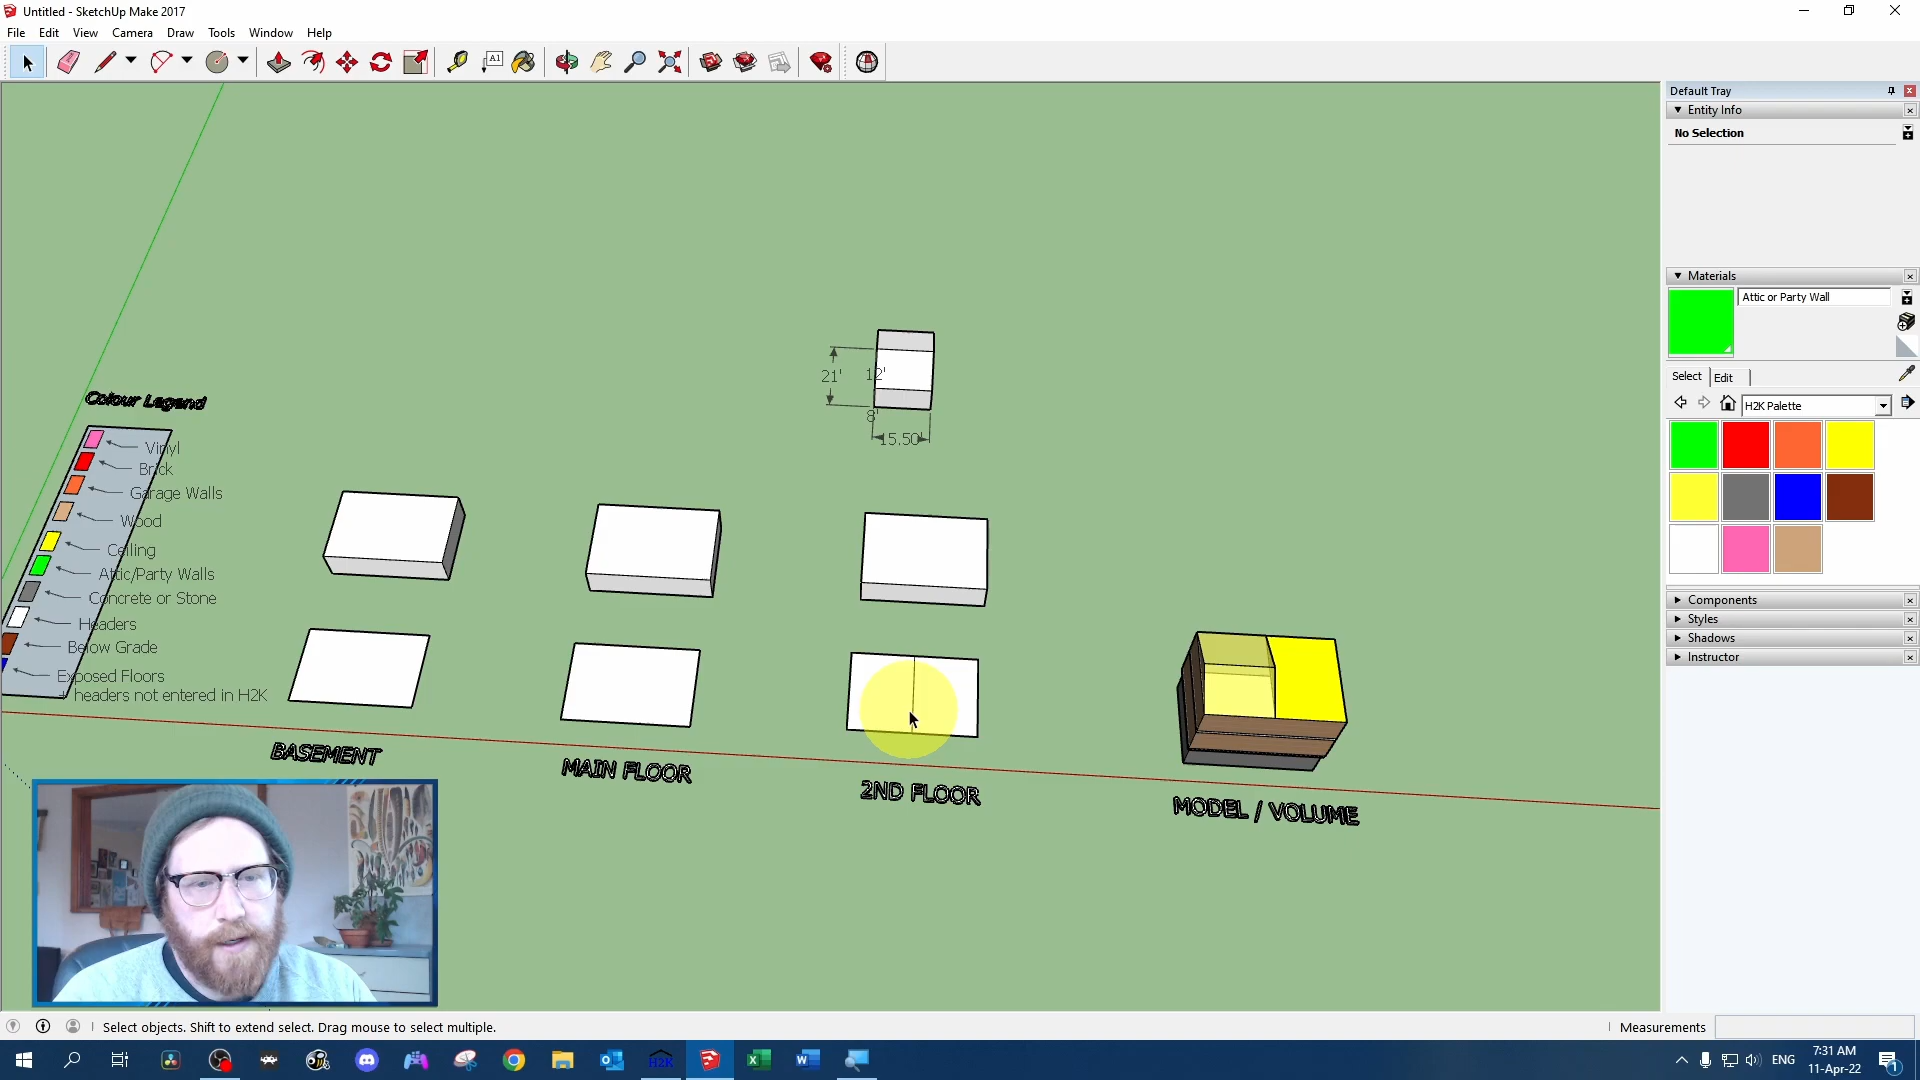 Untitled - SketchUp Make 2017
File Edit View Camera Draw Tools Window Help
A1
Default Tray
Entity Info
No Selection
Materials
Attic or Party Wall
Select Edit
H2K Palette
Components
Styles
Shadows
Instructor
21'
12'
8'
15.50'
Colour Legend
Vinyl
Brick
Garage Walls
Wood
Ceiling
Attic/Party Walls
Concrete or Stone
Headers
Below Grade
Exposed Floors
+ headers not entered in H2K
BASEMENT
MAIN FLOOR
2ND FLOOR
MODEL / VOLUME
Select objects. Shift to extend select. Drag mouse to select multiple.
Measurements
H2K
ENG
7:31 AM
11-Apr-22
1